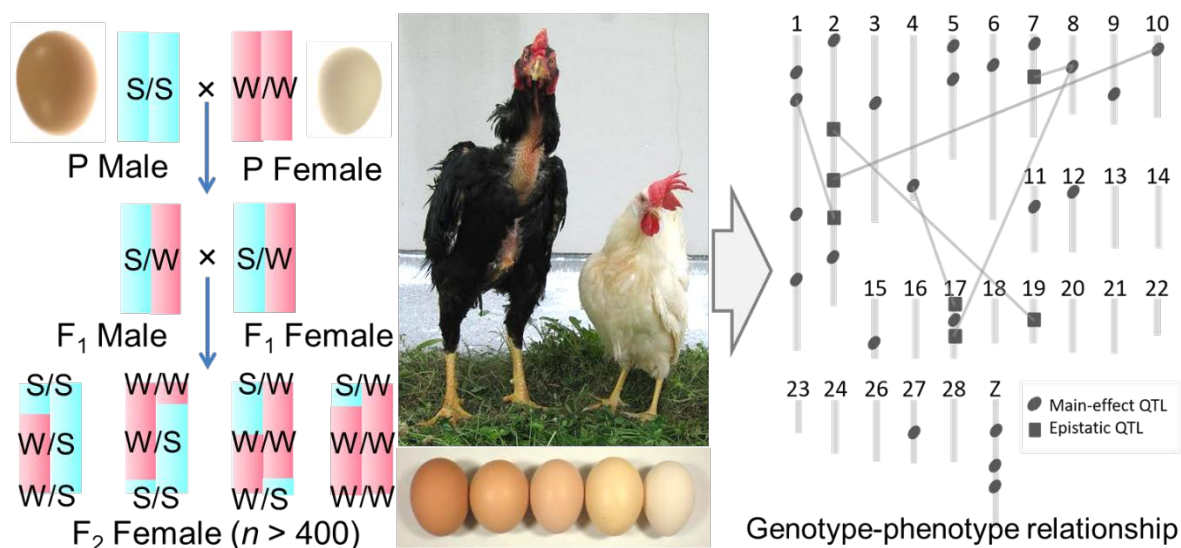 S/S × W/W
P Male P Female
S/W × S/W
F₁ Male F₁ Female
S/S W/W S/W S/W
W/S W/S W/W W/W
W/S S/S W/S W/W
F₂ Female (n > 400)
1 2 3 4 5 6 7 8 9 10
11 12 13 14
15 16 17 18 19 20 21 22
23 24 26 27 28 Z
Main-effect QTL
Epistatic QTL
Genotype-phenotype relationship